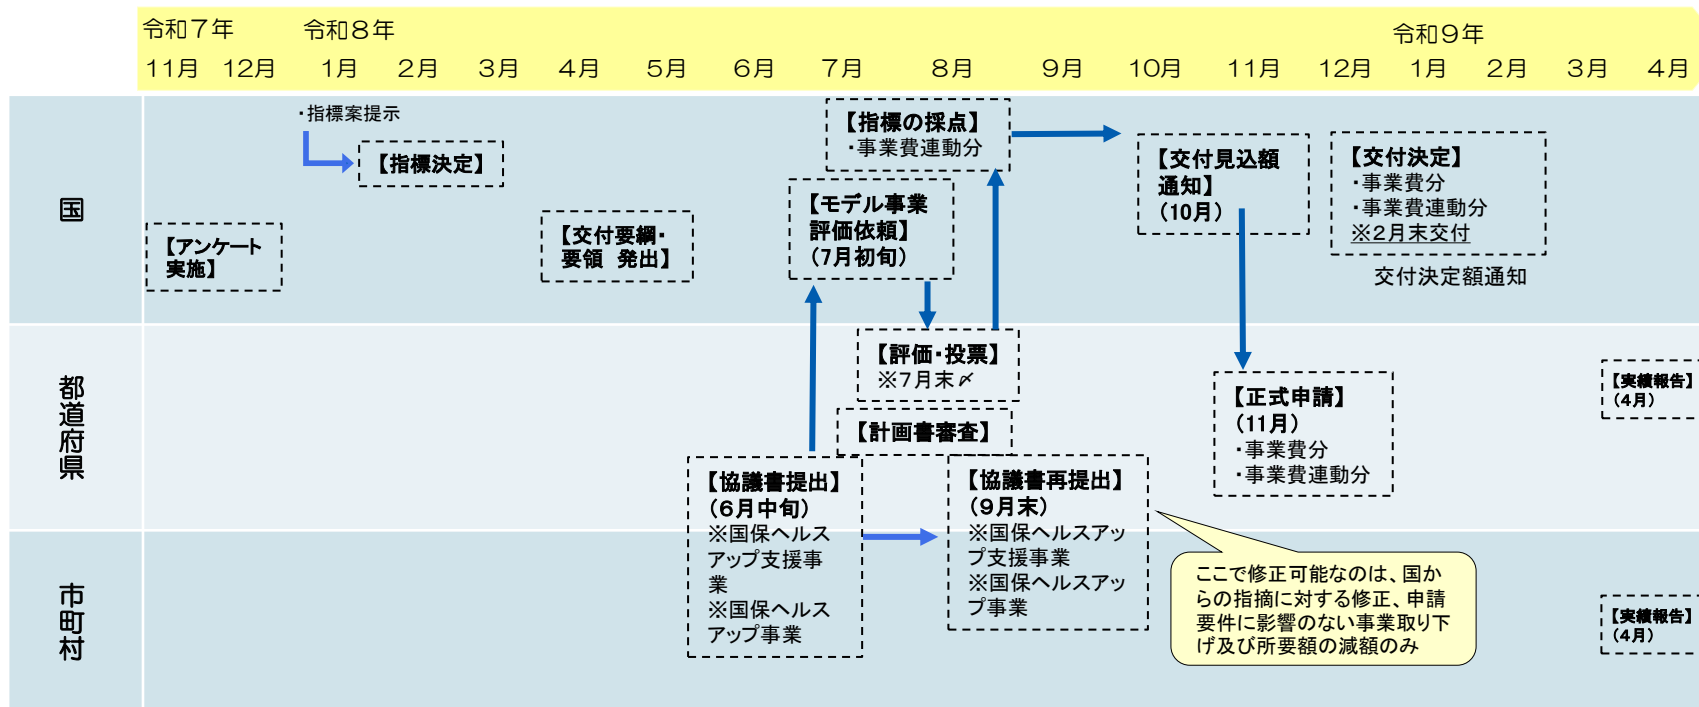 令和７年
令和８年
令和９年
11月
12月
1月
2月
3月
4月
5月
6月
7月
8月
9月
10月
11月
12月
1月
2月
3月
4月
国
・指標案提示
【指標決定】
【アンケート
実施】
【交付要綱・
要領 発出】
【指標の採点】
・事業費連動分
【モデル事業
評価依頼】
(7月初旬)
【交付見込額
通知】
(10月)
【交付決定】
・事業費分
・事業費連動分
※２月末交付
交付決定額通知
都道府県
【評価・投票】
※７月末〆
【計画書審査】
【協議書提出】
(６月中旬)
※国保ヘルス
アップ支援事
業
※国保ヘルス
アップ事業
【協議書再提出】
(９月末)
※国保ヘルスアッ
プ支援事業
※国保ヘルスアッ
プ事業
【正式申請】
(11月)
・事業費分
・事業費連動分
【実績報告】
(4月)
市町村
ここで修正可能なのは、国か
らの指摘に対する修正、申請
要件に影響のない事業取り下
げ及び所要額の減額のみ
【実績報告】
(4月)